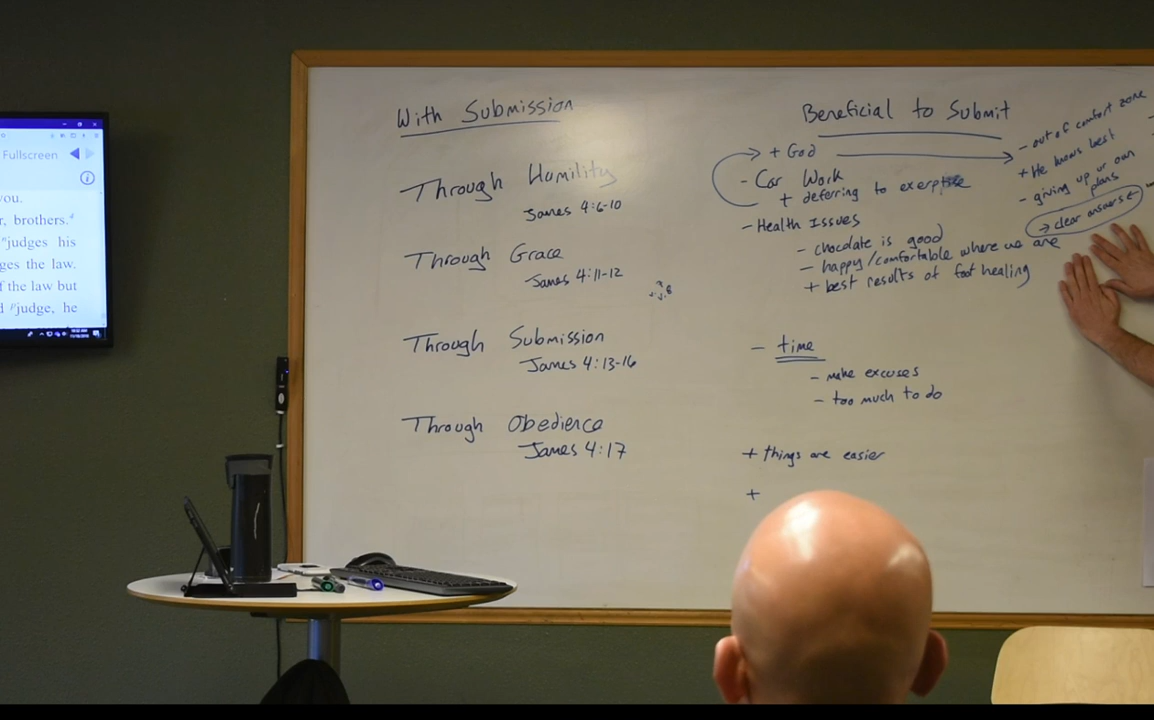 Fullscreen
you.
r, brothers.
judges his
ges the law.
f the law but
d judge, he
With Submission
Through Humility
James 4:6-10
Through Grace
James 4:11-12
Through Submission
James 4:13-16
Through Obedience
James 4:17
Beneficial to Submit
+ God
- Car Work
+ deferring to experptise
- Health Issues
- chocolate is good
- happy/comfortable where we are
+ best results of foot healing
- time
- make excuses
- too much to do
+ things are easier
+
- out of comfort zone
+ He knows best
- giving up ur own
plans
→ clear answers ←